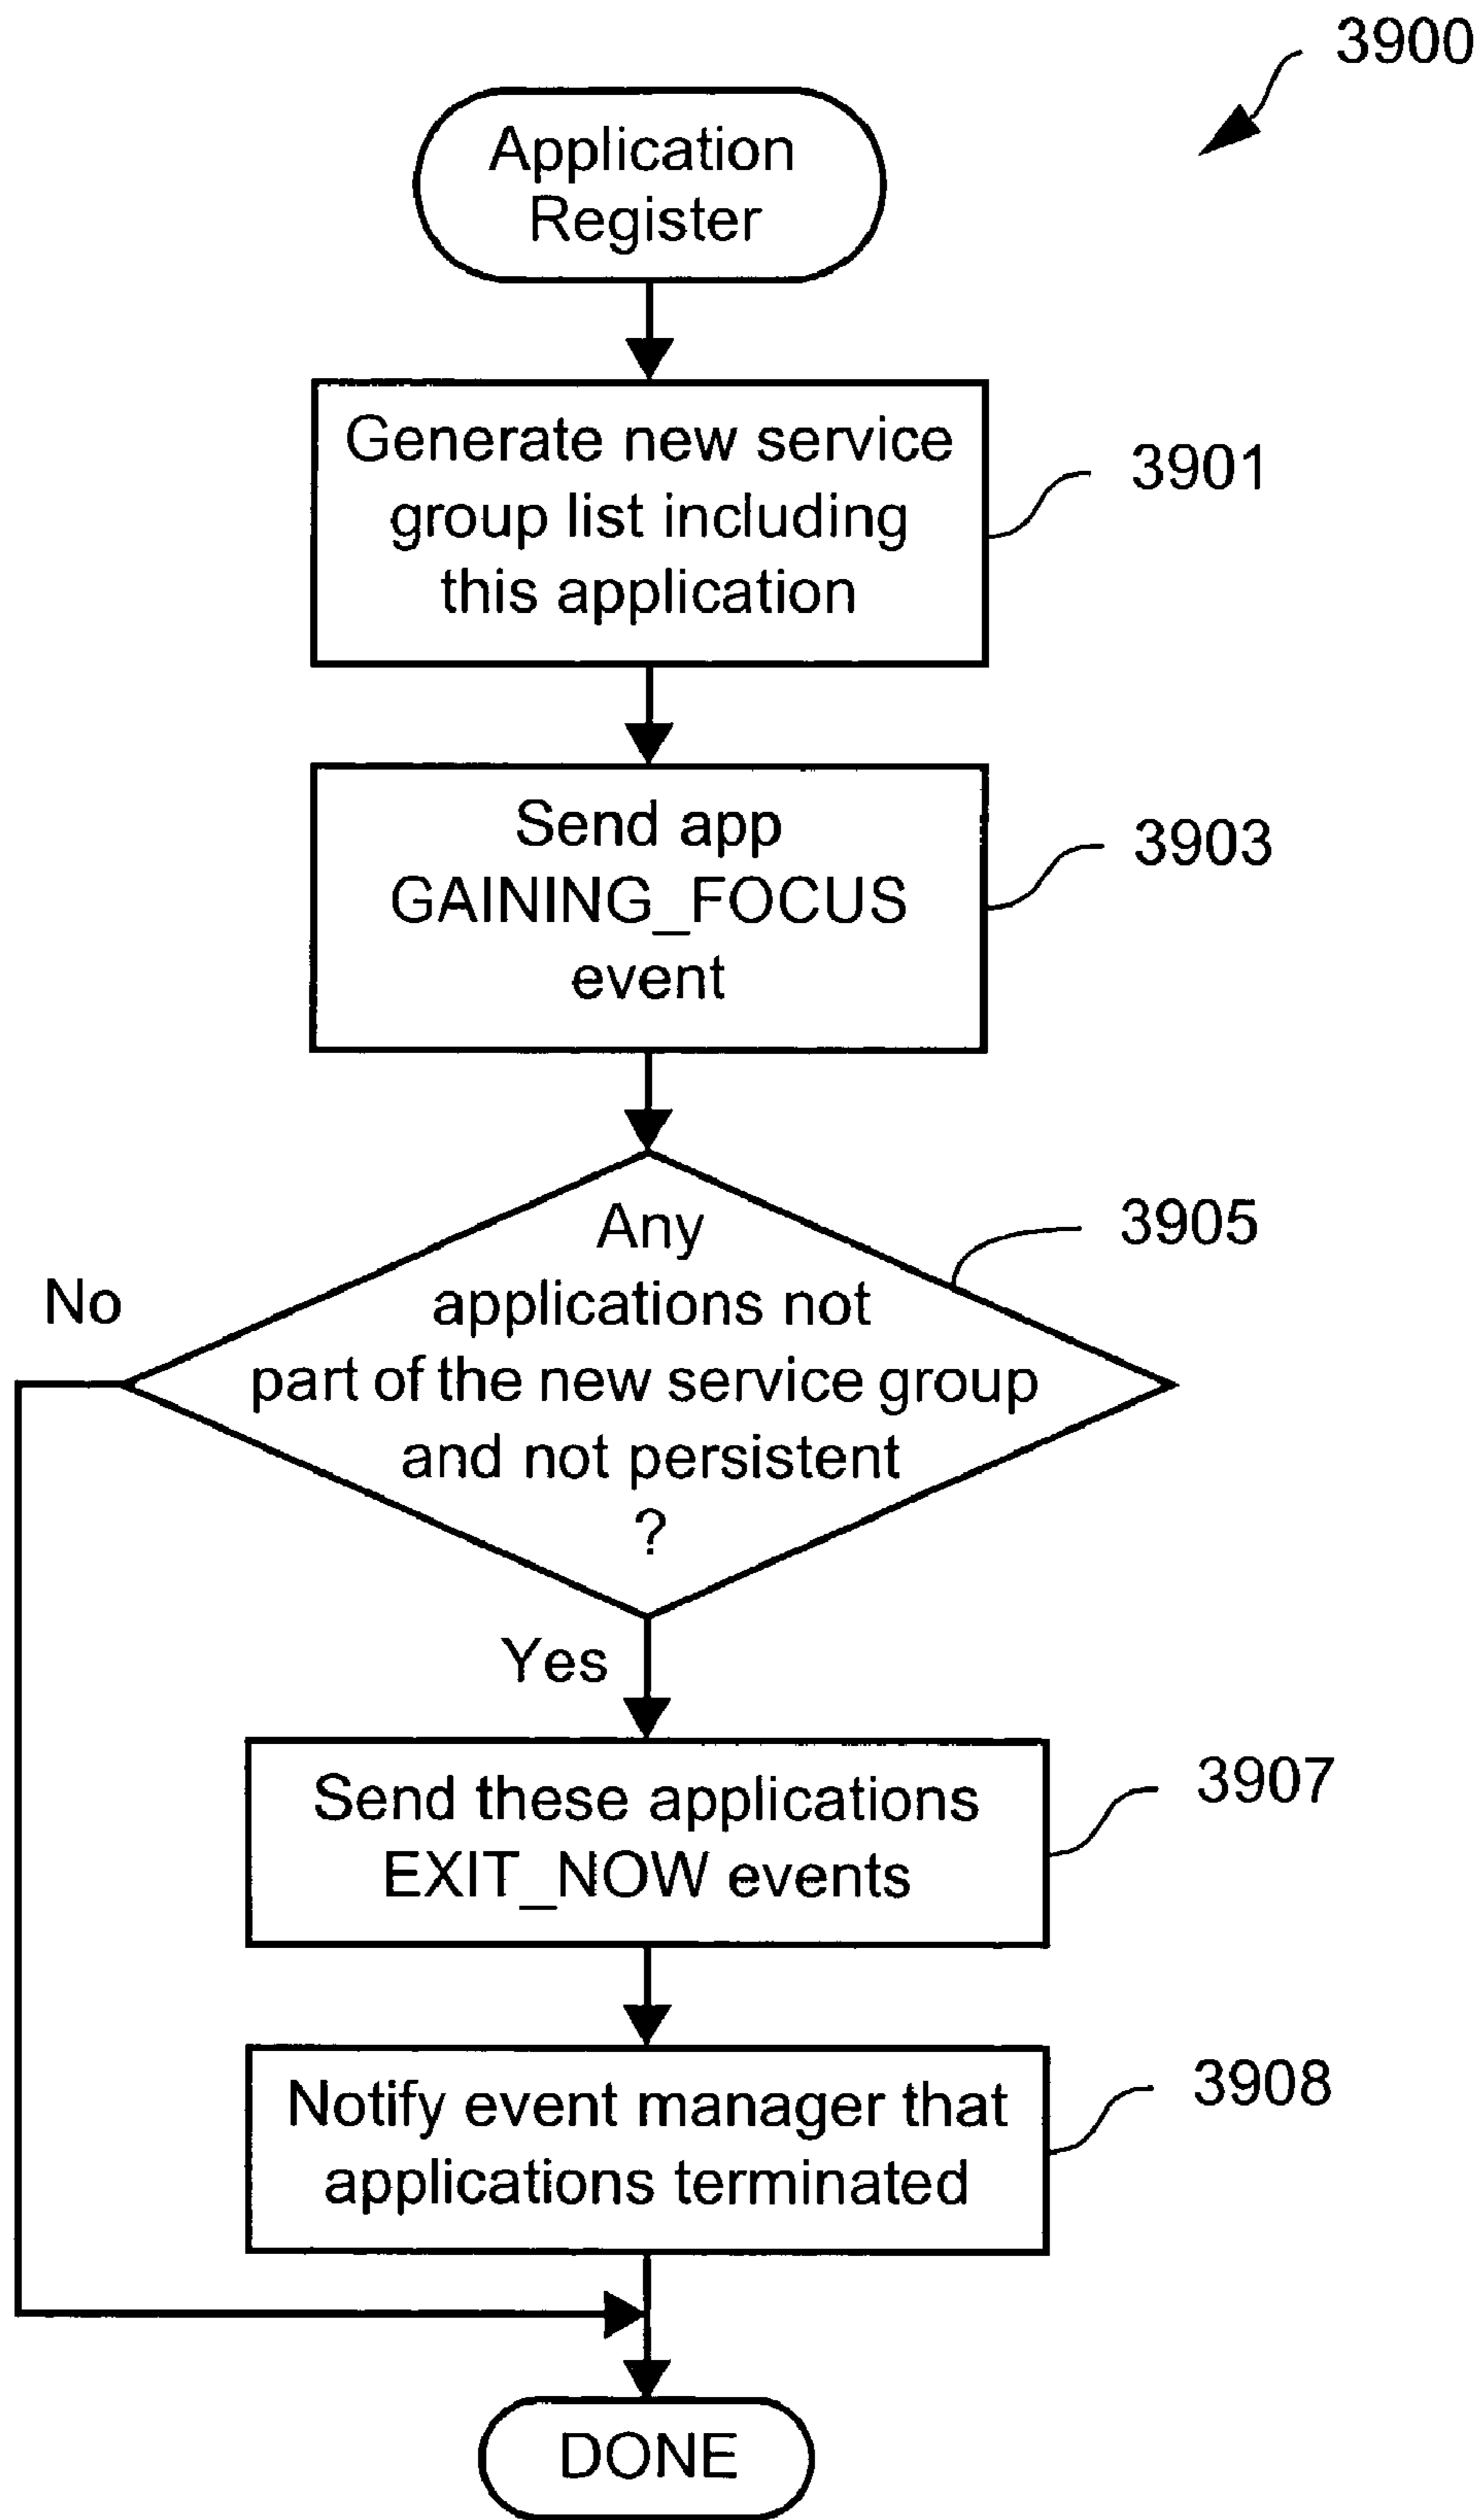 3900
Application
Register
Generate new service
group list including
this application
3901
Send app
GAINING_FOCUS
event
3903
Any
applications not
part of the new service group
and not persistent
?
3905
No
Yes
Send these applications
EXIT_NOW events
3907
Notify event manager that
applications terminated
3908
DONE